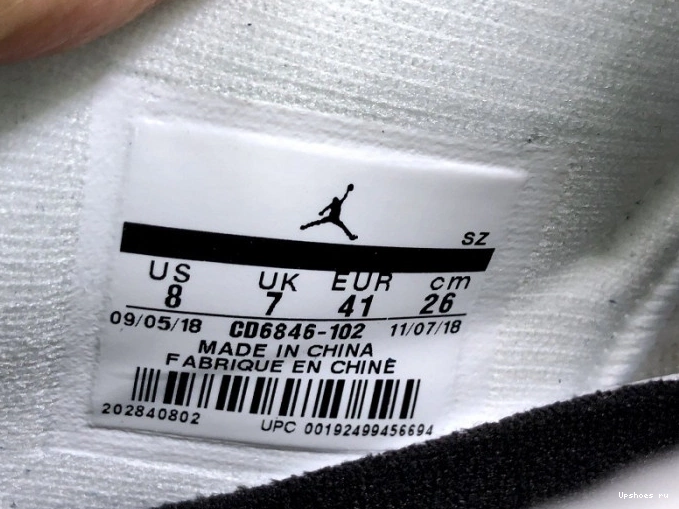 SZ
US UK EUR cm
8 7 41 26
09/05/18 CD6846-102 11/07/18
MADE IN CHINA
FABRIQUE EN CHINE
202840802
UPC 00192499456694
Upshoes ru